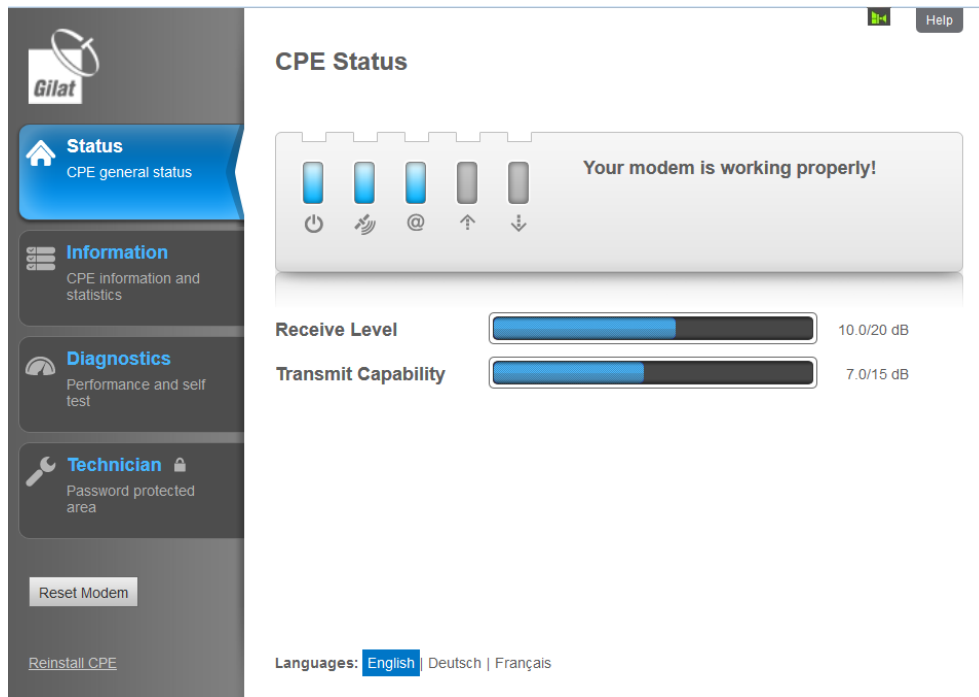 Help
Gilat
CPE Status
Status
CPE general status
Your modem is working properly!
@
Information
CPE information and
statistics
Receive Level
10.0/20 dB
Diagnostics
Performance and self
test
Transmit Capability
7.0/15 dB
Technician
Password protected
area
Reset Modem
Reinstall CPE
Languages: English | Deutsch | Français